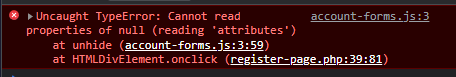 Uncaught TypeError: Cannot read account-forms.js:3
properties of null (reading 'attributes')
at unhide (account-forms.js:3:59)
at HTMLDivElement.onclick (register-page.php:39:81)